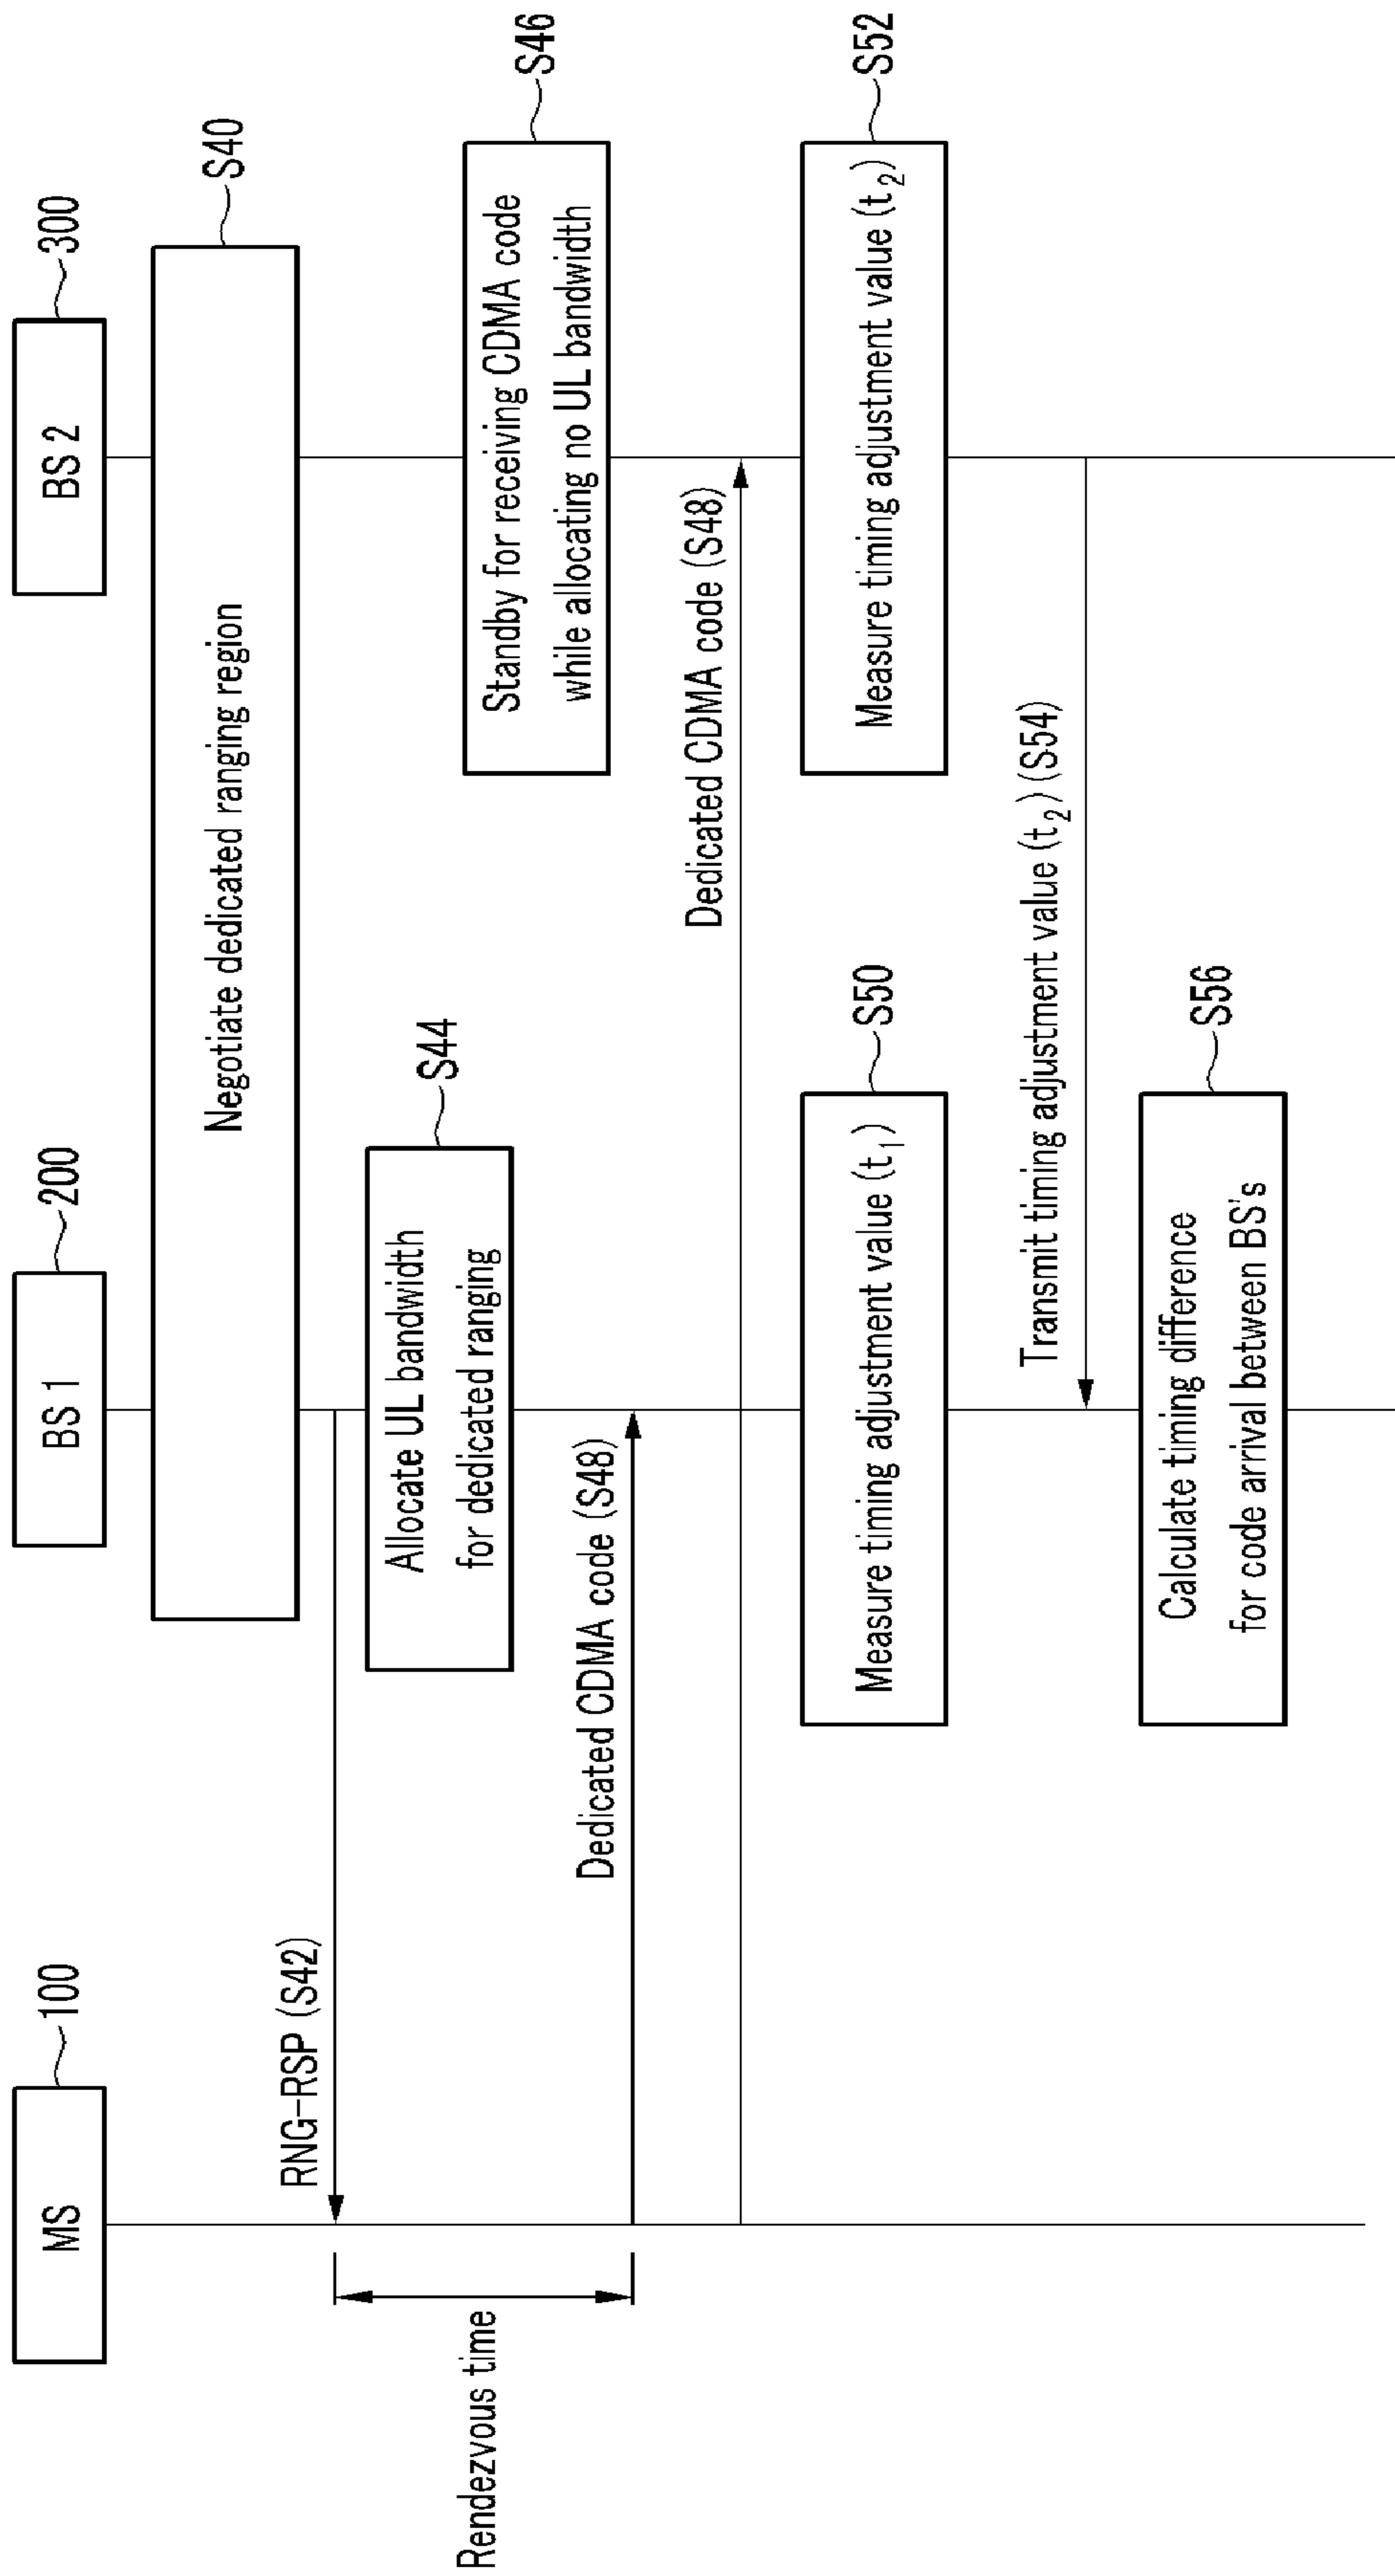 MS
100
BS 1
200
BS 2
300
Negotiate dedicated ranging region
S40
RNG-RSP (S42)
Allocate UL bandwidth
for dedicated ranging
S44
Standby for receiving CDMA code
while allocating no UL bandwidth
S46
Rendezvous time
Dedicated CDMA code (S48)
Dedicated CDMA code (S48)
Measure timing adjustment value (t1)
S50
Measure timing adjustment value (t2)
S52
Transmit timing adjustment value (t2) (S54)
Calculate timing difference
for code arrival between BS's
S56